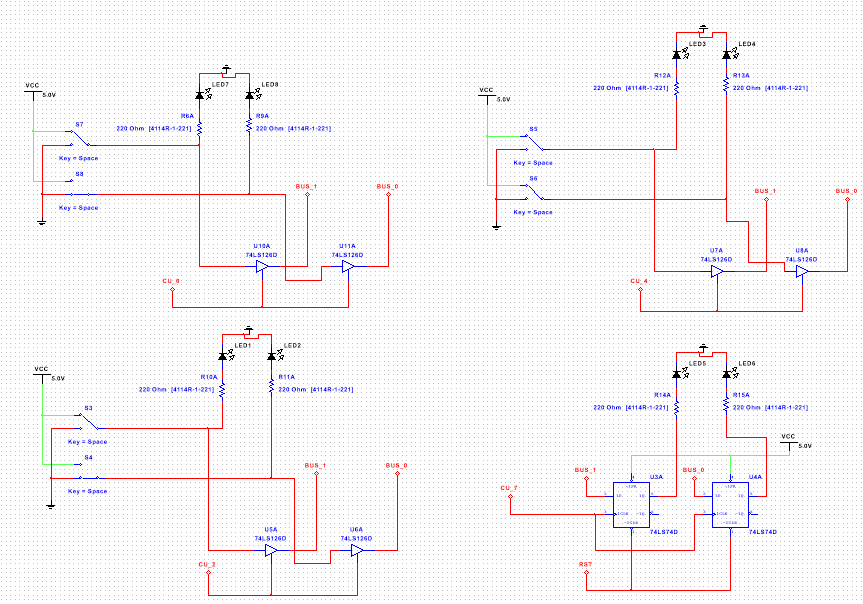 VCC
5.0V
LED7
LED8
R8A
220 Ohm [4114R-1-221]
R9A
220 Ohm [4114R-1-221]
S7
Key = Space
S8
Key = Space
BUS_1
BUS_0
U10A
74LS126D
U11A
74LS126D
CU_0
LED3
LED4
R12A
220 Ohm [4114R-1-221]
R13A
220 Ohm [4114R-1-221]
VCC
5.0V
S5
Key = Space
S6
Key = Space
BUS_1
BUS_0
U7A
74LS126D
U8A
74LS126D
CU_4
LED1
LED2
VCC
5.0V
R10A
220 Ohm [4114R-1-221]
R11A
220 Ohm [4114R-1-221]
S3
Key = Space
S4
Key = Space
BUS_1
BUS_0
U5A
74LS126D
U6A
74LS126D
CU_2
LED5
LED6
R14A
220 Ohm [4114R-1-221]
R15A
220 Ohm [4114R-1-221]
VCC
5.0V
BUS_1
U3A
BUS_0
U4A
CU_7
74LS74D
74LS74D
RST